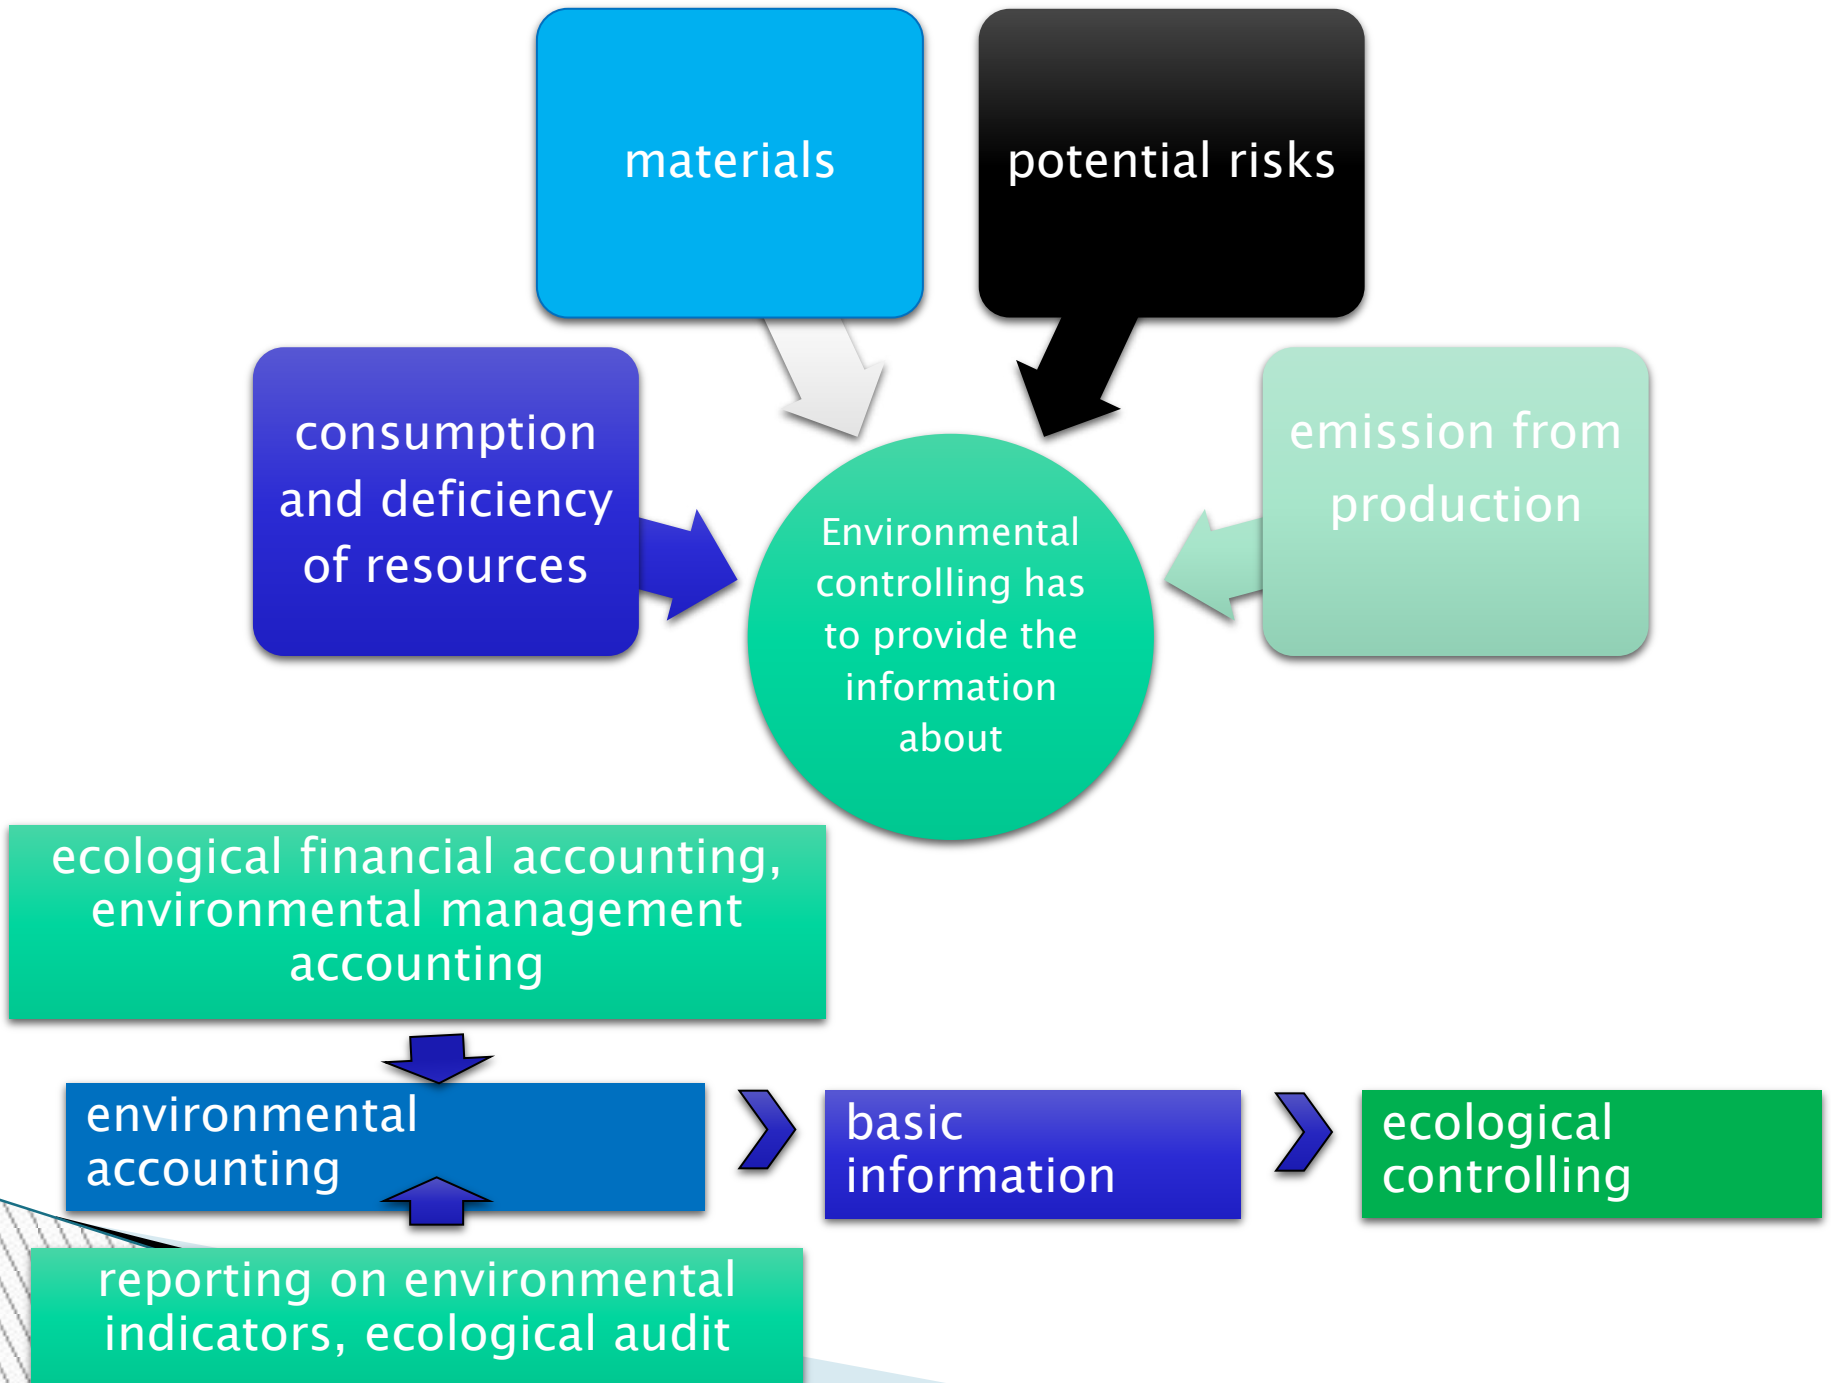 materials
potential risks
consumption
and deficiency
of resources
emission from
production
Environmental
controlling has
to provide the
information
about
ecological financial accounting,
environmental management
accounting
environmental
accounting
basic
information
ecological
controlling
reporting on environmental
indicators, ecological audit